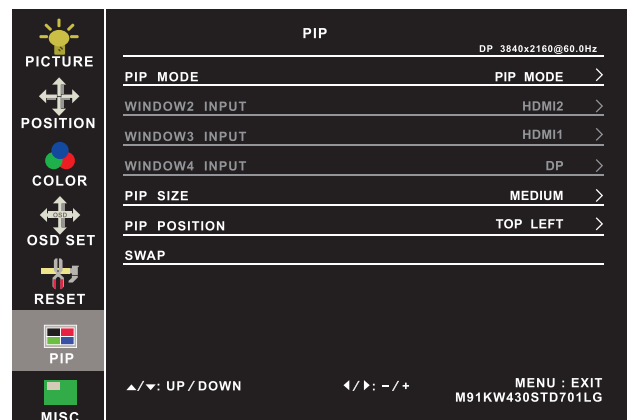 PIP
DP 3840x2160@60.0Hz
PICTURE
POSITION
COLOR
OSD
OSD SET
RESET
PIP
MISC
PIP MODE PIP MODE >
WINDOW2 INPUT HDMI2 >
WINDOW3 INPUT HDMI1 >
WINDOW4 INPUT DP >
PIP SIZE MEDIUM >
PIP POSITION TOP LEFT >
SWAP
▲/▼: UP/DOWN ◀/▶: -/+ MENU : EXIT
M91KW430STD701LG